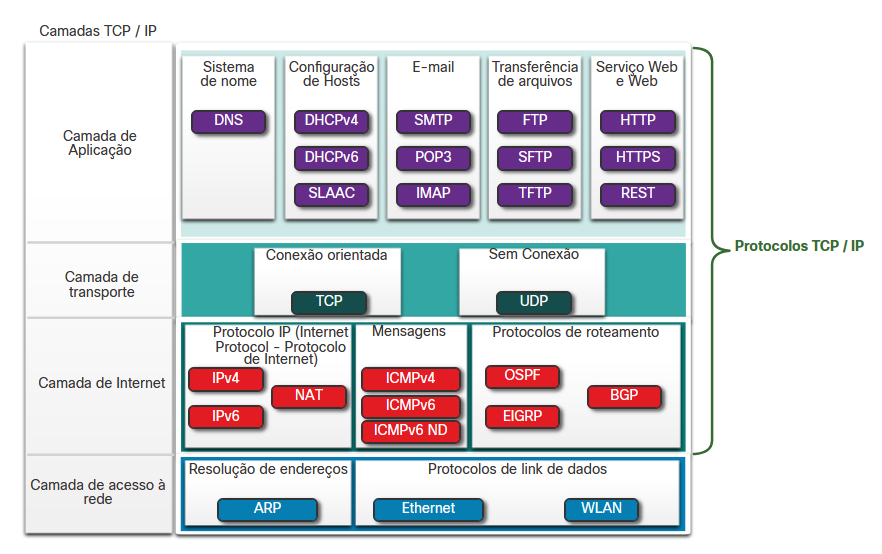 Camadas TCP / IP
Camada de
Aplicação
Sistema
de nome
DNS
Configuração
de Hosts
DHCPv4
DHCPv6
SLAAC
E-mail
SMTP
POP3
IMAP
Transferência
de arquivos
FTP
SFTP
TFTP
Serviço Web
e Web
HTTP
HTTPS
REST
Protocolos TCP / IP
Camada de
transporte
Conexão orientada
TCP
Sem Conexão
UDP
Camada de Internet
Protocolo IP (Internet
Protocol - Protocolo
de Internet)
IPv4
IPv6
NAT
Mensagens
ICMPv4
ICMPv6
ICMPv6 ND
Protocolos de roteamento
OSPF
EIGRP
BGP
Camada de acesso à
rede
Resolução de endereços
ARP
Protocolos de link de dados
Ethernet
WLAN